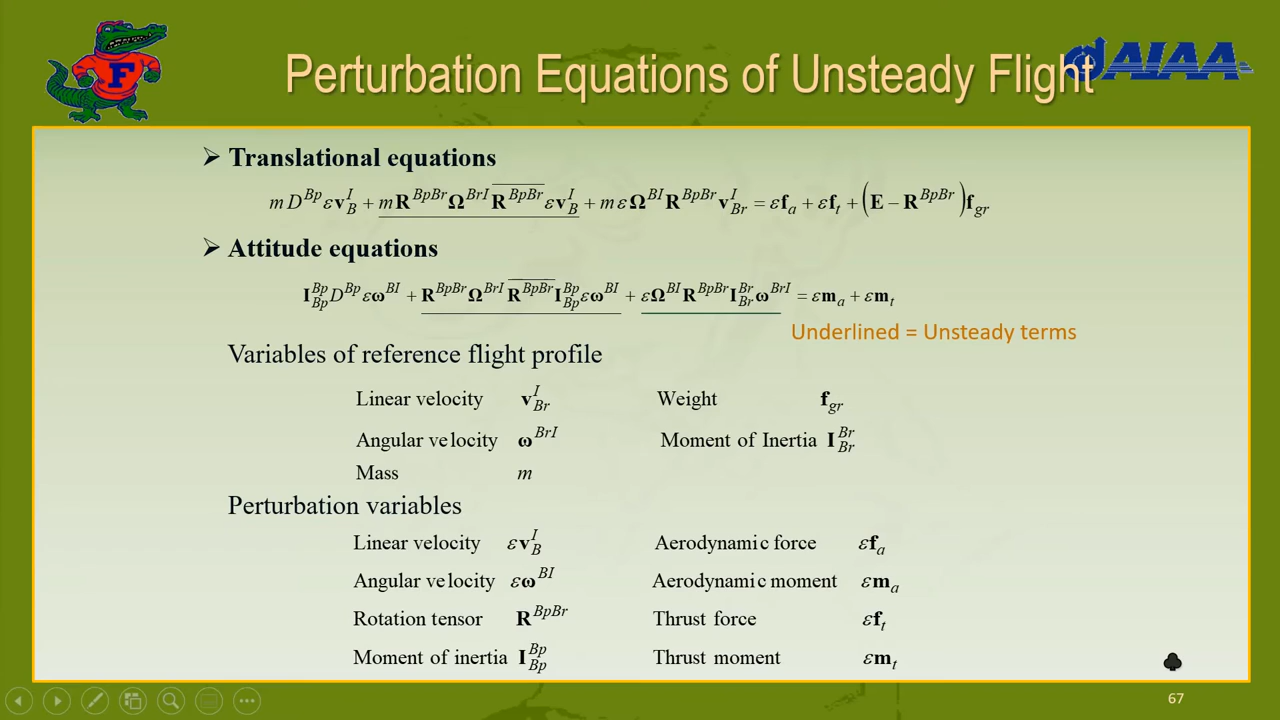 Perturbation Equations of Unsteady Flight
AIAA
F
➢ Translational equations
m D^{Bp} εv_B^I + m R^{BpBr} Ω^{BrI} \overline{R^{BpBr}} εv_B^I + m εΩ^{BI} R^{BpBr} v_{Br}^I = εf_a + εf_t + (E − R^{BpBr}) f_{gr}
➢ Attitude equations
I_{Bp}^{Bp} D^{Bp} εω^{BI} + R^{BpBr} Ω^{BrI} \overline{R^{BpBr}} I_{Bp}^{Bp} εω^{BI} + εΩ^{BI} R^{BpBr} I_{Br}^{Br} ω^{BrI} = εm_a + εm_t
Underlined = Unsteady terms
Variables of reference flight profile
Linear velocity v_{Br}^I Weight f_{gr}
Angular velocity ω^{BrI} Moment of Inertia I_{Br}^{Br}
Mass m
Perturbation variables
Linear velocity εv_B^I Aerodynamic force εf_a
Angular velocity εω^{BI} Aerodynamic moment εm_a
Rotation tensor R^{BpBr} Thrust force εf_t
Moment of inertia I_{Bp}^{Bp} Thrust moment εm_t
67